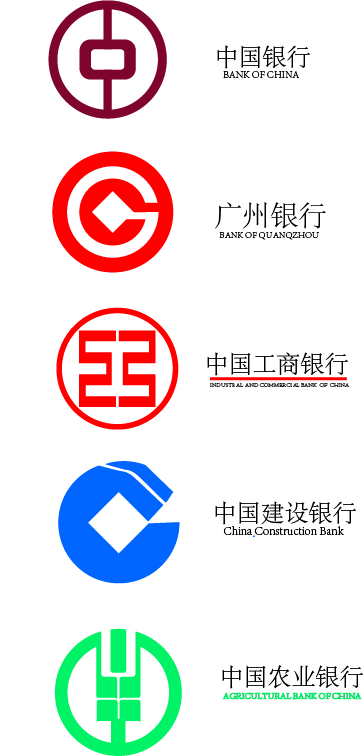 中国银行
BANK OF CHINA
广州银行
BANK OF QUANQZHOU
中国工商银行
INDUSTRAL AND COMMERCIAL BANK OF CHINA
中国建设银行
China Construction Bank
中国农业银行
AGRICULTURAL BANK OF CHINA